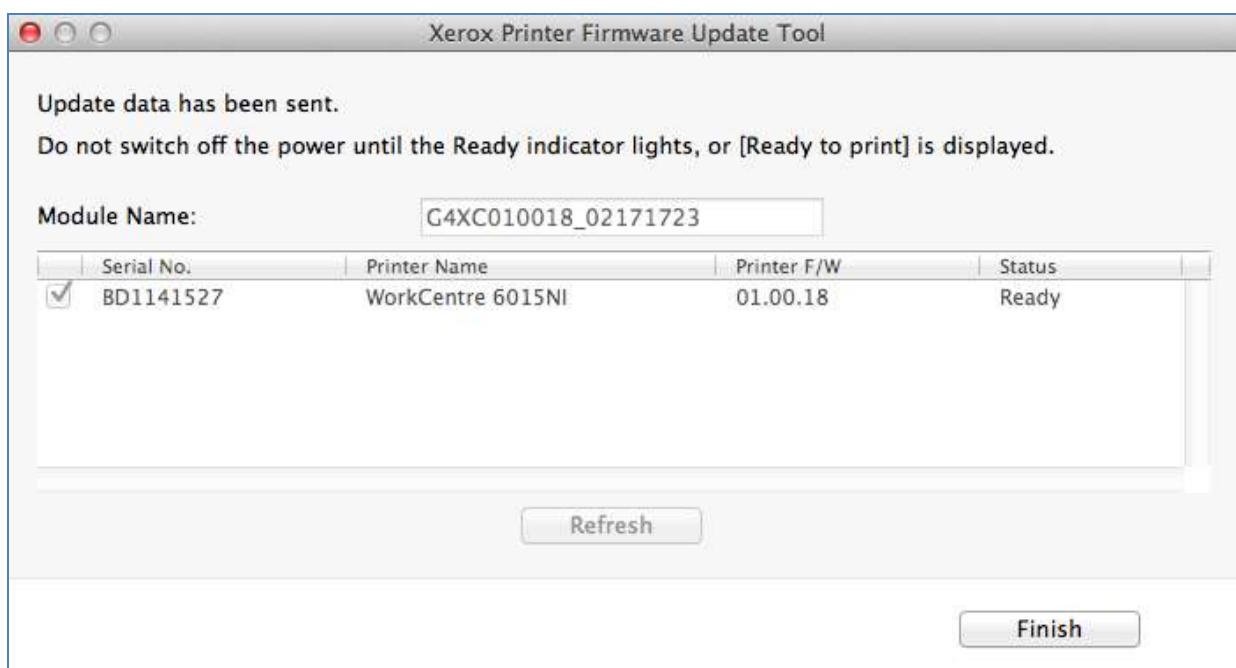 Xerox Printer Firmware Update Tool
Update data has been sent.
Do not switch off the power until the Ready indicator lights, or [Ready to print] is displayed.
Module Name: G4XC010018_02171723
Serial No. Printer Name Printer F/W Status
BD1141527 WorkCentre 6015NI 01.00.18 Ready
Refresh
Finish